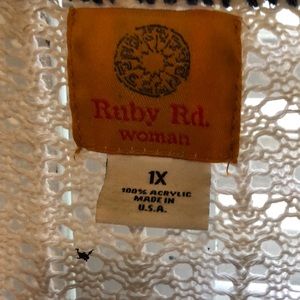 Ruby Rd.
woman
1X
100% ACRYLIC
MADE IN
U.S.A.